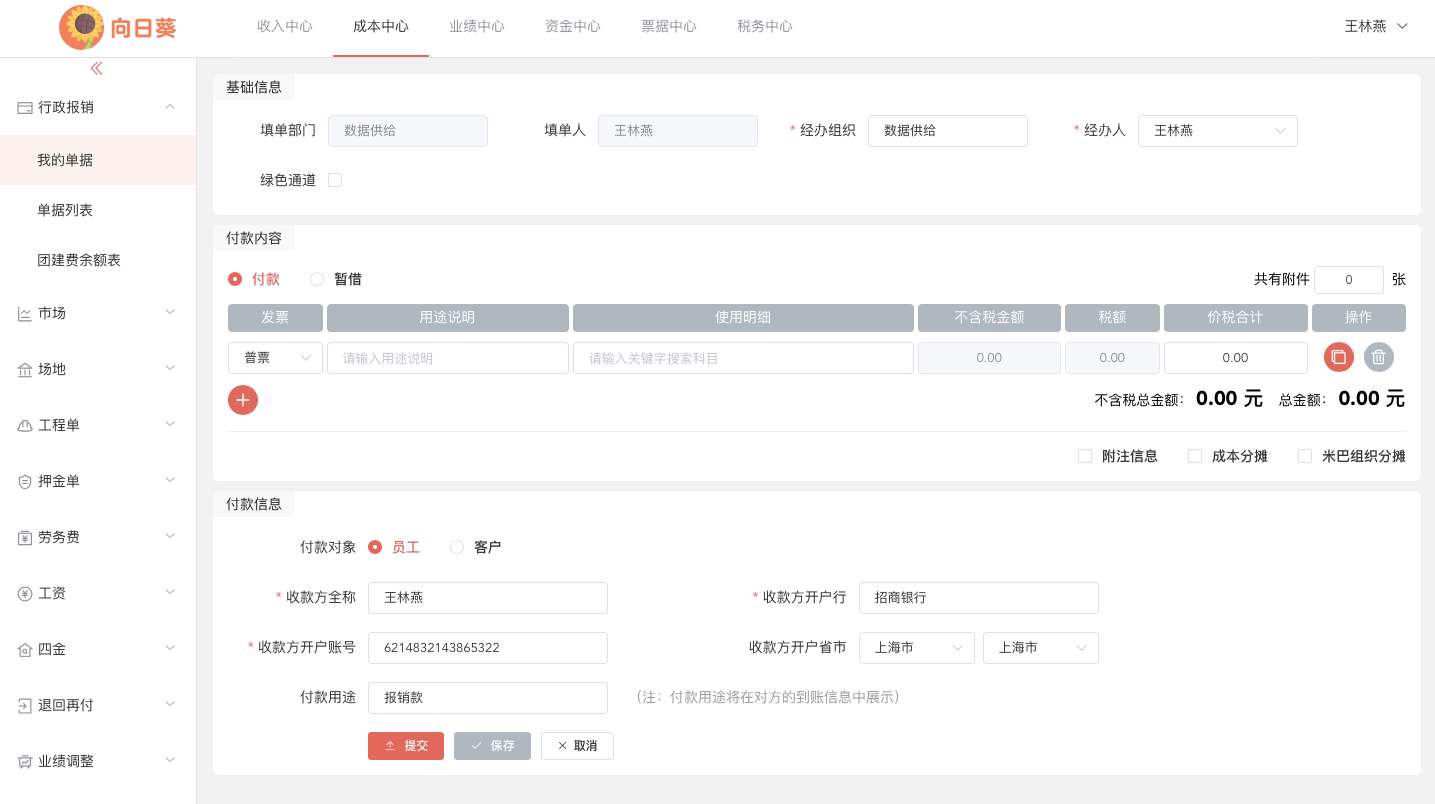 向日葵
收入中心 成本中心 业绩中心 资金中心 票据中心 税务中心
王林燕
行政报销
我的单据
单据列表
团建费余额表
市场
场地
工程单
押金单
劳务费
工资
四金
退回再付
业绩调整
基础信息
填单部门 数据供给 填单人 王林燕 * 经办组织 数据供给 * 经办人 王林燕
绿色通道
付款内容
付款 暂借 共有附件 0 张
发票 用途说明 使用明细 不含税金额 税额 价税合计 操作
普票 请输入用途说明 请输入关键字搜索科目 0.00 0.00 0.00
不含税总金额: 0.00 元 总金额: 0.00 元
附注信息 成本分摊 米巴组织分摊
付款信息
付款对象 员工 客户
* 收款方全称 王林燕 * 收款方开户行 招商银行
* 收款方开户账号 6214832143865322 收款方开户省市 上海市 上海市
付款用途 报销款 (注：付款用途将在对方的到账信息中展示)
提交 保存 取消